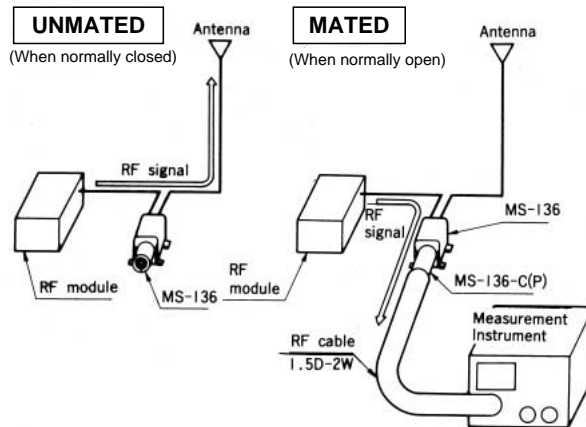 UNMATED
(When normally closed)
Antenna
RF signal
RF module
MS-136
MATED
(When normally open)
Antenna
RF
signal
MS-136
RF
module
MS-136-C(P)
RF cable
1.5D-2W
Measurement
Instrument